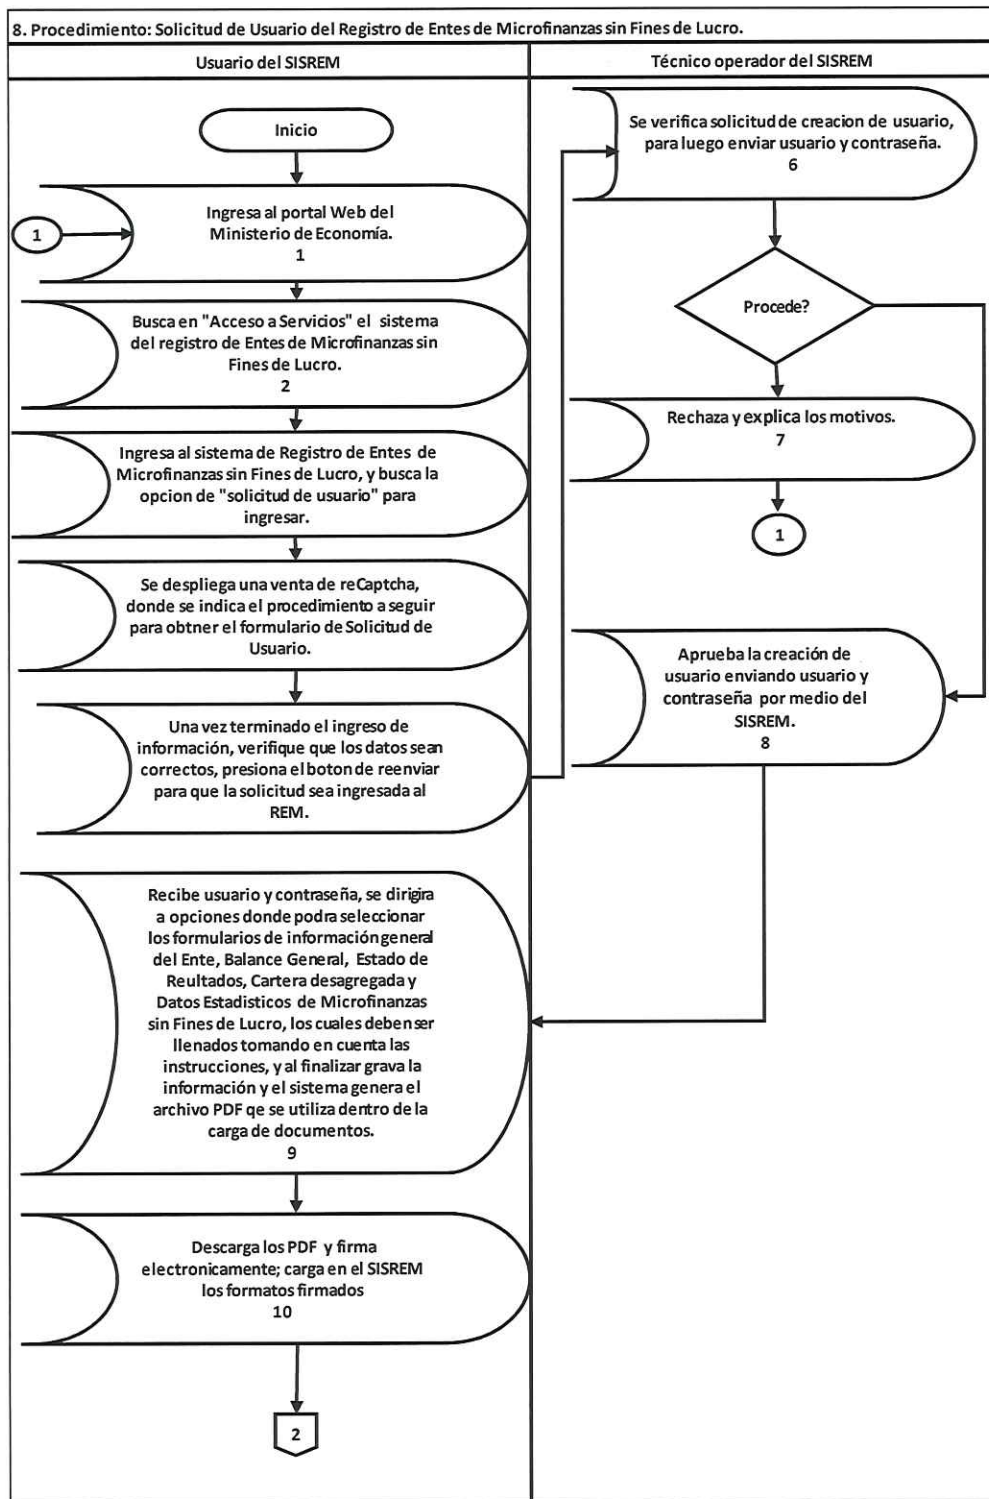 8. Procedimiento: Solicitud de Usuario del Registro de Entes de Microfinanzas sin Fines de Lucro.
Usuario del SISREM
Técnico operador del SISREM
Inicio
1
Ingresa al portal Web del
Ministerio de Economía.
1
Busca en "Acceso a Servicios" el sistema
del registro de Entes de Microfinanzas sin
Fines de Lucro.
2
Ingresa al sistema de Registro de Entes de
Microfinanzas sin Fines de Lucro, y busca la
opcion de "solicitud de usuario" para
ingresar.
Se despliega una venta de reCaptcha,
donde se indica el procedimiento a seguir
para obtner el formulario de Solicitud de
Usuario.
Una vez terminado el ingreso de
información, verifique que los datos sean
correctos, presiona el boton de reenviar
para que la solicitud sea ingresada al
REM.
Se verifica solicitud de creacion de usuario,
para luego enviar usuario y contraseña.
6
Procede?
Rechaza y explica los motivos.
7
1
Aprueba la creación de
usuario enviando usuario y
contraseña por medio del
SISREM.
8
Recibe usuario y contraseña, se dirigira
a opciones donde podra seleccionar
los formularios de información general
del Ente, Balance General, Estado de
Reultados, Cartera desagregada y
Datos Estadisticos de Microfinanzas
sin Fines de Lucro, los cuales deben ser
llenados tomando en cuenta las
instrucciones, y al finalizar grava la
información y el sistema genera el
archivo PDF qe se utiliza dentro de la
carga de documentos.
9
Descarga los PDF y firma
electronicamente; carga en el SISREM
los formatos firmados
10
2